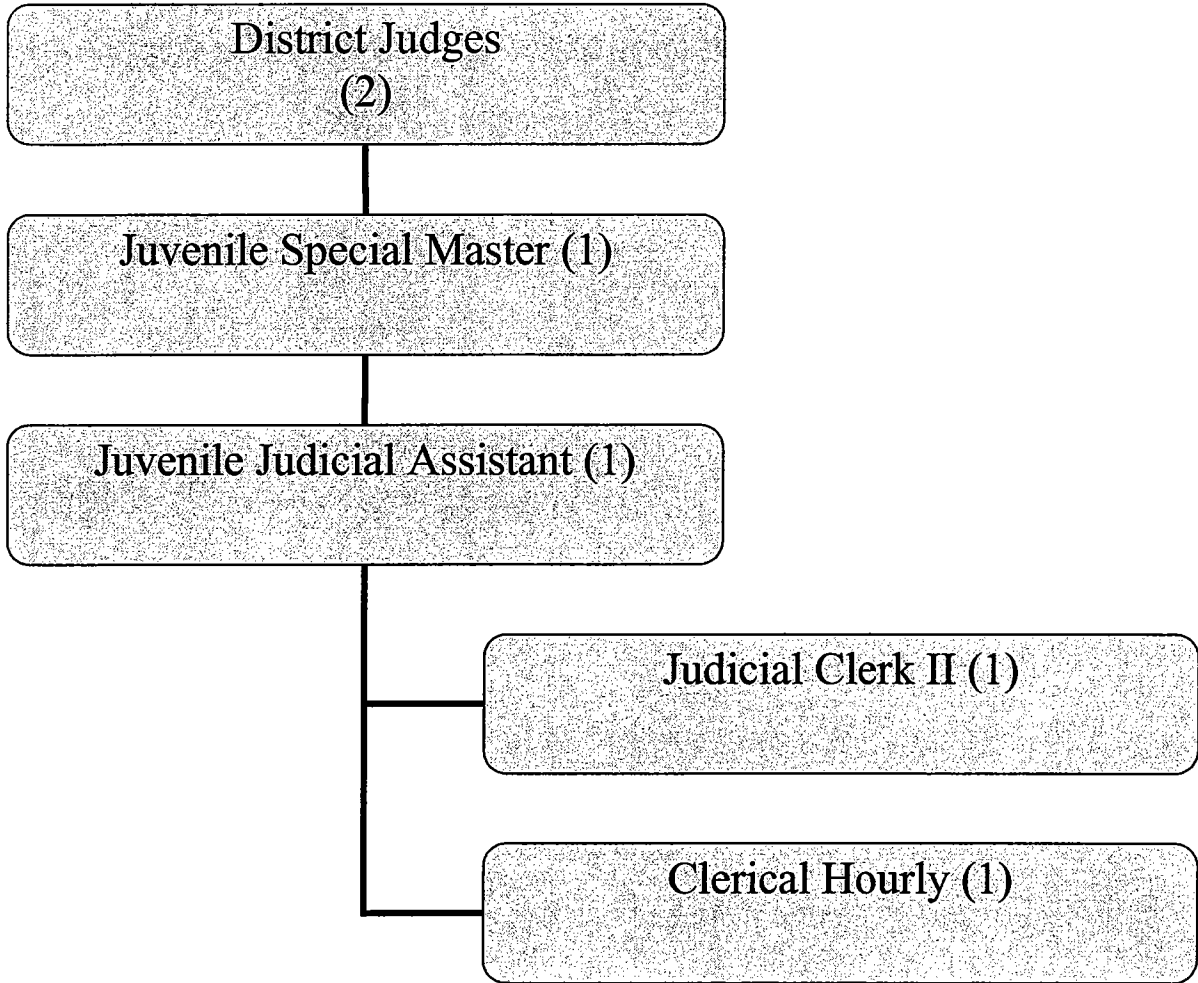 District Judges
(2)
Juvenile Special Master (1)
Juvenile Judicial Assistant (1)
Judicial Clerk II (1)
Clerical Hourly (1)